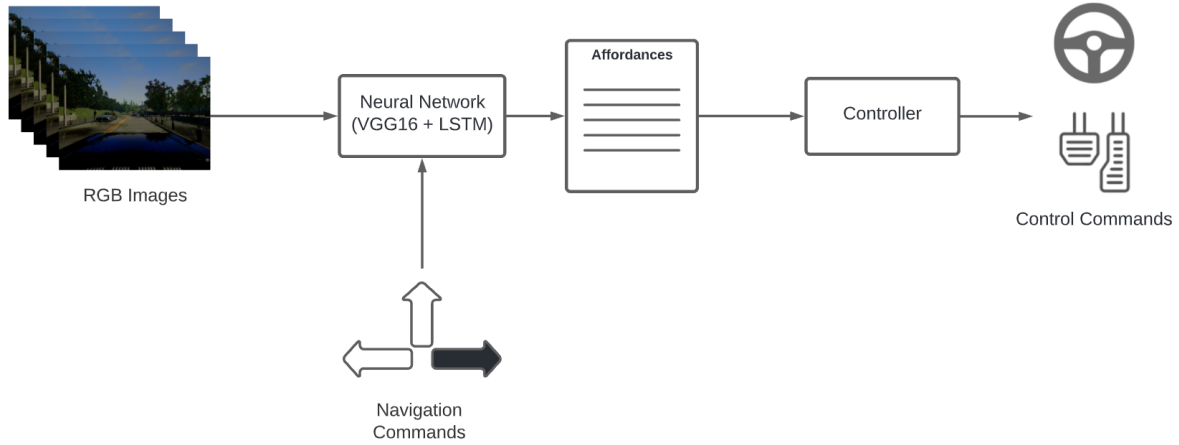 Affordances
Neural Network
(VGG16 + LSTM)
Controller
RGB Images
Control Commands
Navigation
Commands